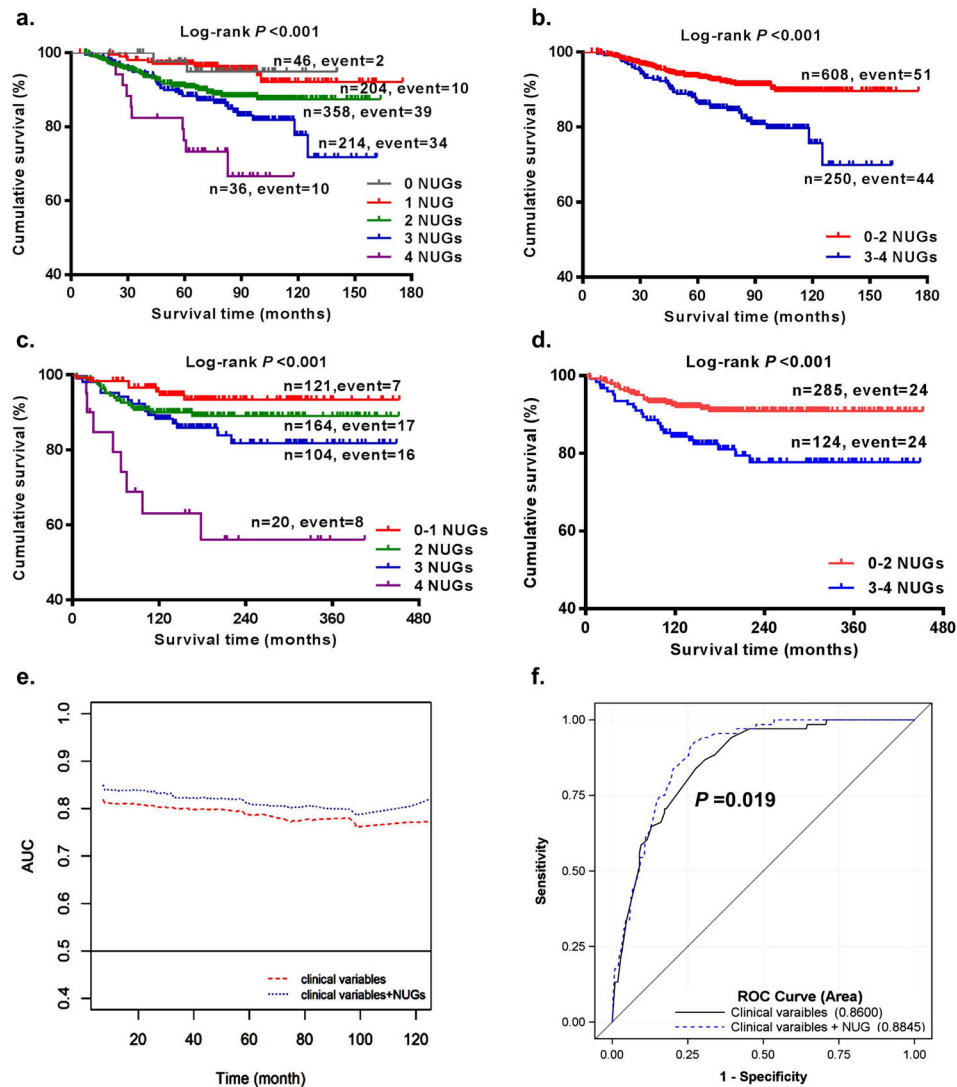 a.
Log-rank P <0.001
Cumulative survival (%)
100
80
60
40
n=46, event=2
n=204, event=10
n=358, event=39
n=214, event=34
n=36, event=10
0 NUGs
1 NUG
2 NUGs
3 NUGs
4 NUGs
0 30 60 90 120 150 180
Survival time (months)
b.
Log-rank P <0.001
Cumulative survival (%)
100
80
60
40
n=608, event=51
n=250, event=44
0-2 NUGs
3-4 NUGs
0 30 60 90 120 150 180
Survival time (months)
c.
Log-rank P <0.001
Cumulative survival (%)
100
80
60
40
n=121,event=7
n=164, event=17
n=104, event=16
n=20, event=8
0-1 NUGs
2 NUGs
3 NUGs
4 NUGs
0 120 240 360 480
Survival time (months)
d.
Log-rank P <0.001
Cumulative survival (%)
100
80
60
40
n=285, event=24
n=124, event=24
0-2 NUGs
3-4 NUGs
0 120 240 360 480
Survival time (months)
e.
AUC
1.0
0.9
0.8
0.7
0.6
0.5
0.4
clinical variables
clinical variables+NUGs
20 40 60 80 100 120
Time (month)
f.
Sensitivity
1.00
0.75
0.50
0.25
0.00
P =0.019
ROC Curve (Area)
Clinical varaibles (0.8600)
Clinical varaibles + NUG (0.8845)
0.00 0.25 0.50 0.75 1.00
1 - Specificity